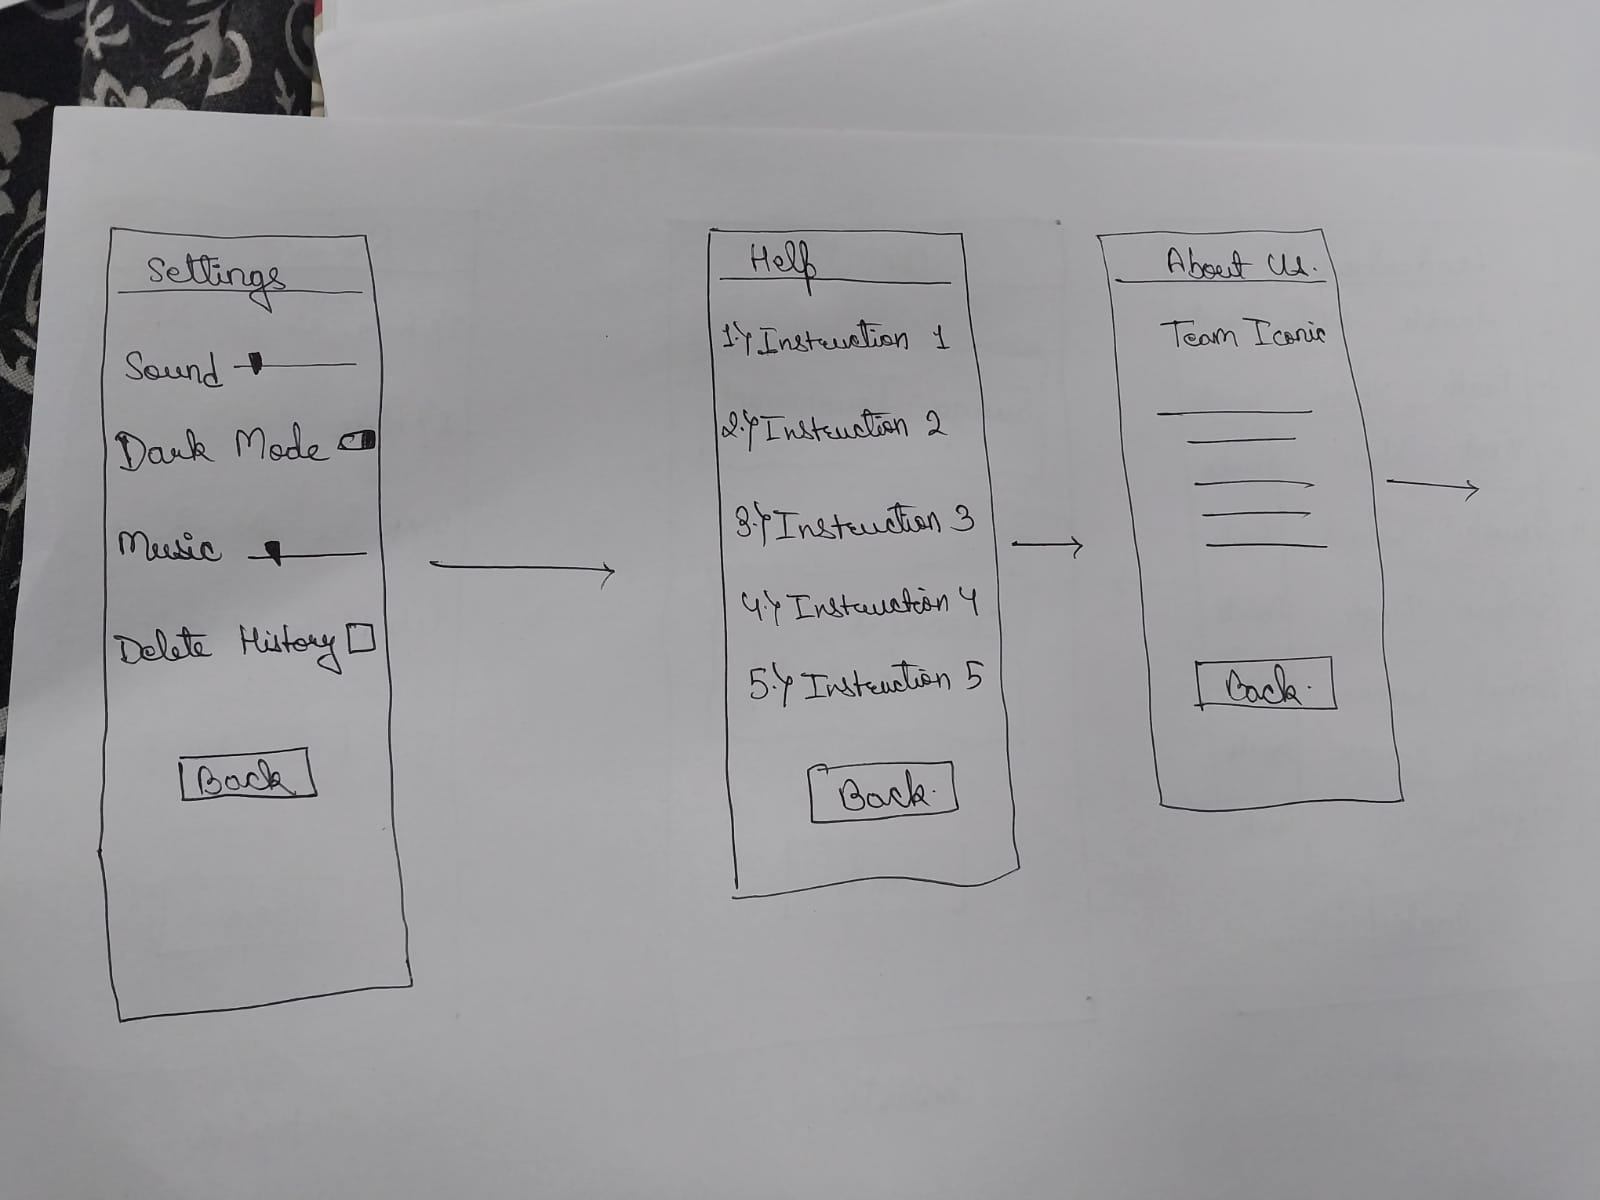 Settings
Sound
Dark Mode
Music
Delete History
Back
Help
1.) Instruction 1
2.) Instruction 2
3.) Instruction 3
4.) Instruction 4
5.) Instruction 5
Back.
About Us.
Team Iconic
Back.